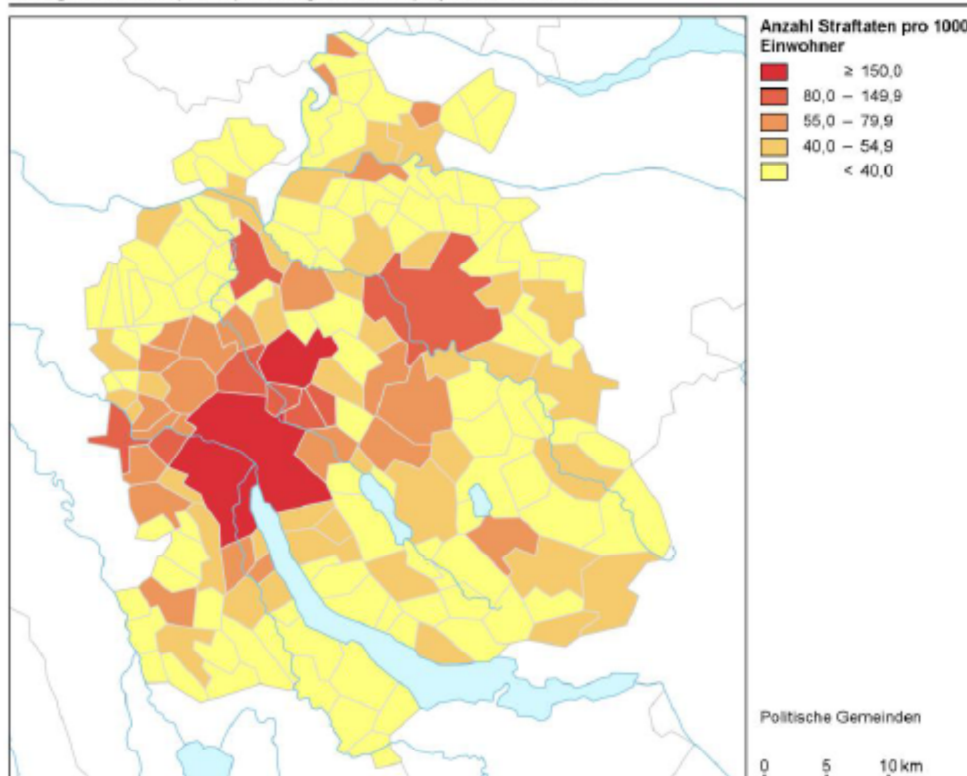 Anzahl Straftaten pro 1000
Einwohner
≥ 150,0
80,0 – 149,9
55,0 – 79,9
40,0 – 54,9
< 40,0
Politische Gemeinden
0 5 10 km